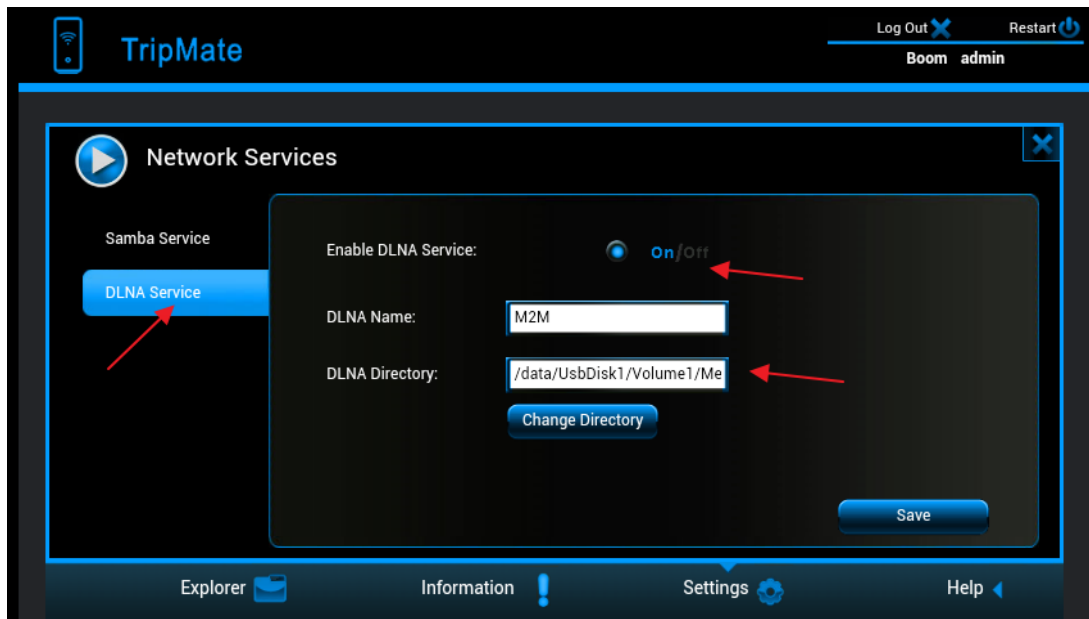 Log Out Restart
TripMate
Boom admin
Network Services
Samba Service
Enable DLNA Service: On/Off
DLNA Service
DLNA Name: M2M
DLNA Directory: /data/UsbDisk1/Volume1/Me
Change Directory
Save
Explorer Information Settings Help